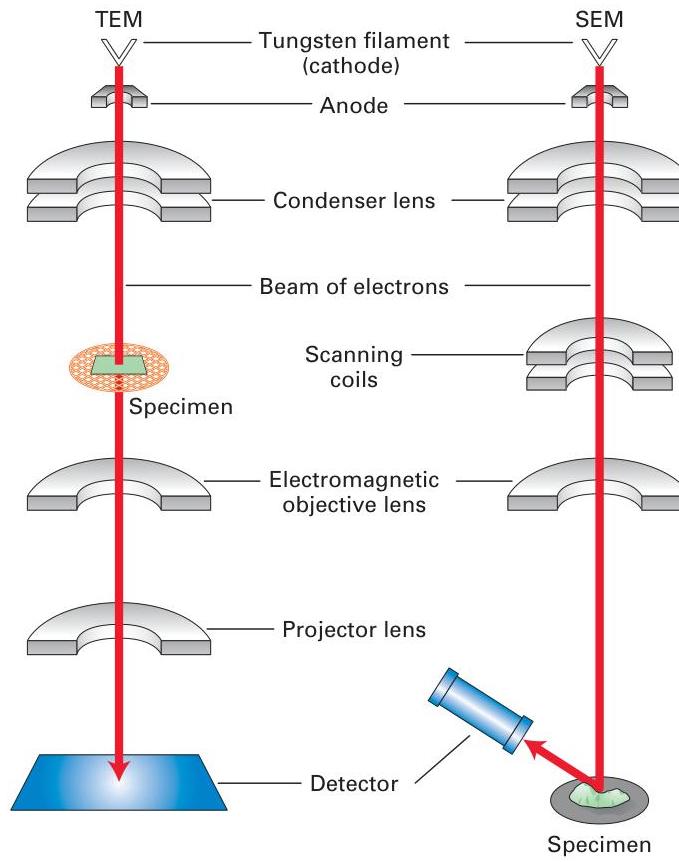 TEM
SEM
Tungsten filament
(cathode)
Anode
Condenser lens
Beam of electrons
Scanning
coils
Specimen
Electromagnetic
objective lens
Projector lens
Detector
Specimen